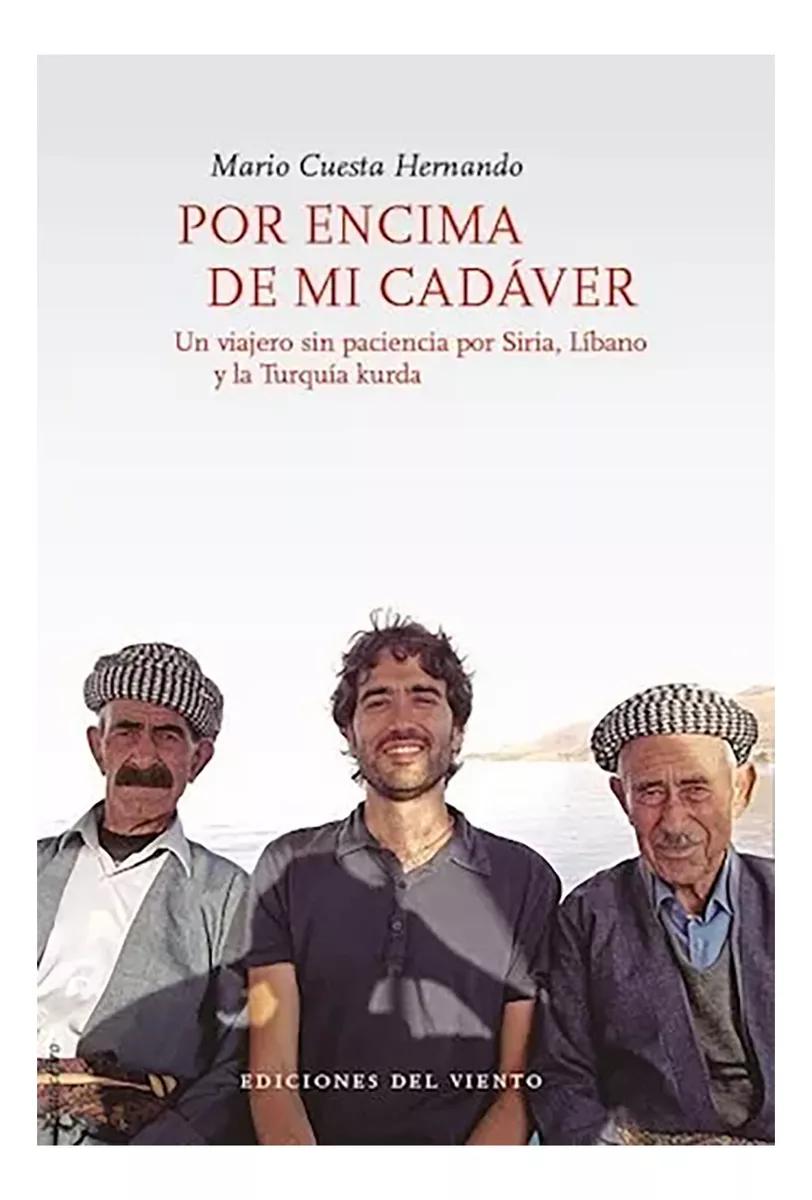 Mario Cuesta Hernando
POR ENCIMA
DE MI CADÁVER
Un viajero sin paciencia por Siria, Líbano
y la Turquía kurda
EDICIONES DEL VIENTO